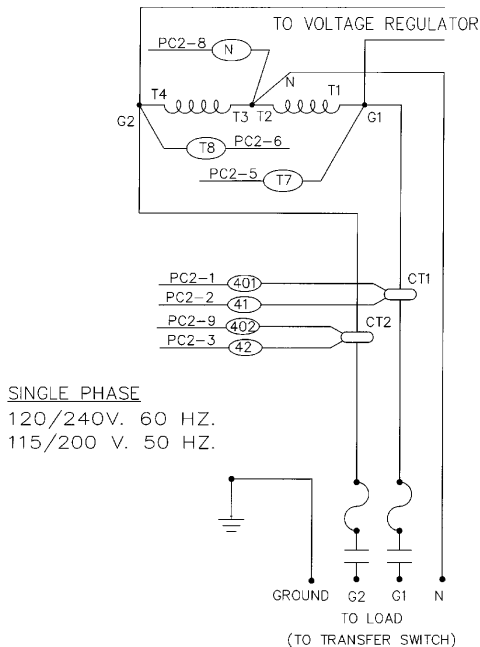 TO VOLTAGE REGULATOR
PC2-8 N
N
T4 T3 T2 T1
G2 G1
T8 PC2-6
PC2-5 T7
PC2-1 401 CT1
PC2-2 41
PC2-9 402 CT2
PC2-3 42
SINGLE PHASE
120/240V. 60 HZ.
115/200 V. 50 HZ.
GROUND G2 G1 N
TO LOAD
(TO TRANSFER SWITCH)